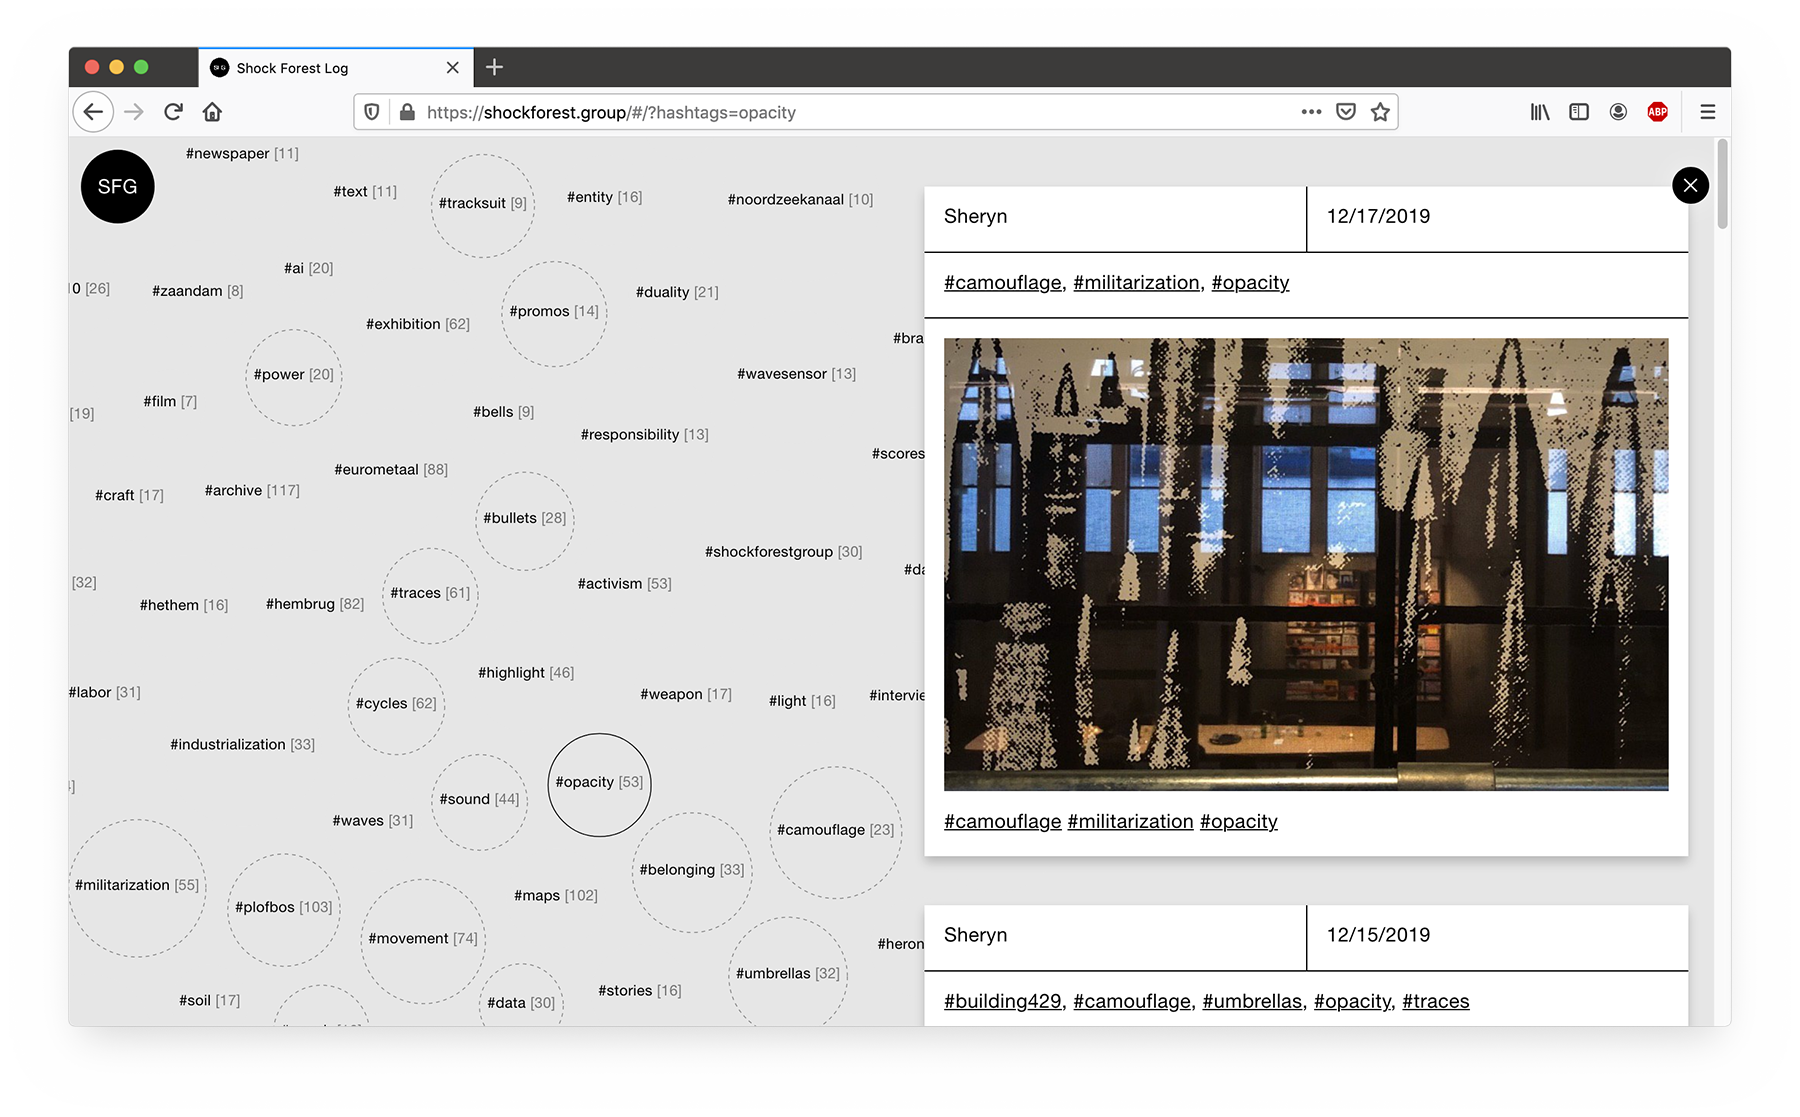 Shock Forest Log
https://shockforest.group/#/?hashtags=opacity
ABP
SFG
#newspaper [11]
#text [11]
#tracksuit [9]
#entity [16]
#noordzeekanaal [10]
#ai [20]
0 [26]
#zaandam [8]
#duality [21]
#promos [14]
#exhibition [62]
#bra
#power [20]
#wavesensor [13]
#film [7]
[19]
#bells [9]
#responsibility [13]
#scores
#eurometaal [88]
#craft [17]
#archive [117]
#bullets [28]
#shockforestgroup [30]
#da
[32]
#activism [53]
#traces [61]
#hethem [16]
#hembrug [82]
#highlight [46]
#labor [31]
#weapon [17]
#light [16]
#intervie
#cycles [62]
#industrialization [33]
#opacity [53]
#sound [44]
#waves [31]
#camouflage [23]
#belonging [33]
#militarization [55]
#maps [102]
#plofbos [103]
#movement [74]
#heron
#umbrellas [32]
#stories [16]
#soil [17]
#data [30]
Sheryn
12/17/2019
#camouflage, #militarization, #opacity
#camouflage #militarization #opacity
Sheryn
12/15/2019
#building429, #camouflage, #umbrellas, #opacity, #traces